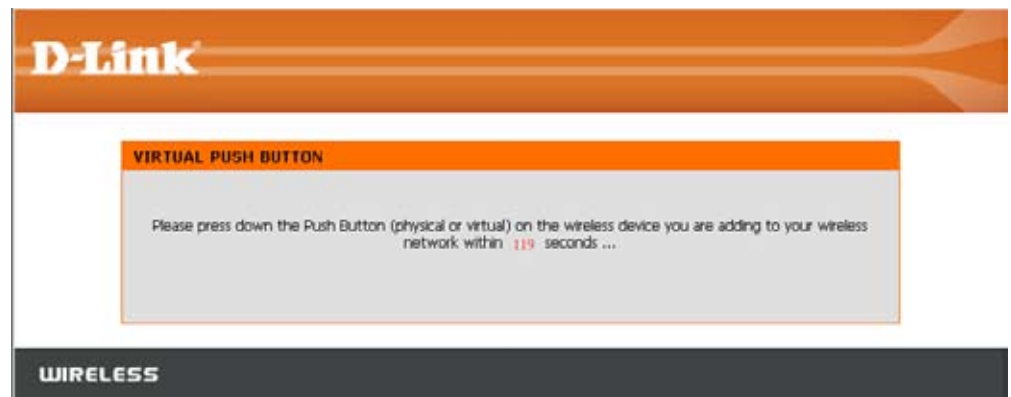 D-Link
VIRTUAL PUSH BUTTON
Please press down the Push Button (physical or virtual) on the wireless device you are adding to your wireless
network within 119 seconds ...
WIRELESS